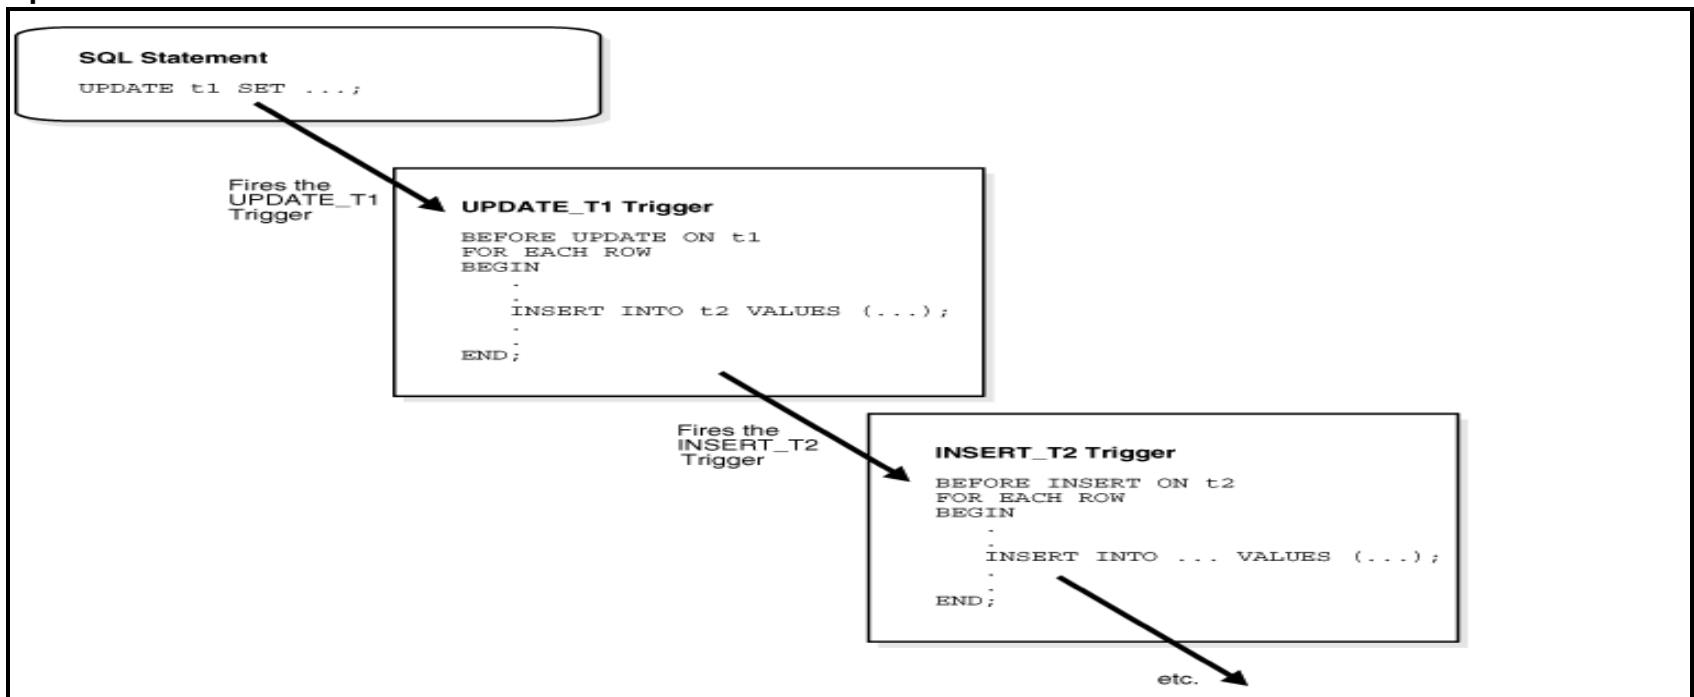 SQL Statement
UPDATE t1 SET ...;
Fires the
UPDATE_T1
Trigger
UPDATE_T1 Trigger
BEFORE UPDATE ON t1
FOR EACH ROW
BEGIN
.
.
INSERT INTO t2 VALUES (...);
.
.
END;
Fires the
INSERT_T2
Trigger
INSERT_T2 Trigger
BEFORE INSERT ON t2
FOR EACH ROW
BEGIN
.
.
INSERT INTO ... VALUES (...);
.
.
END;
etc.